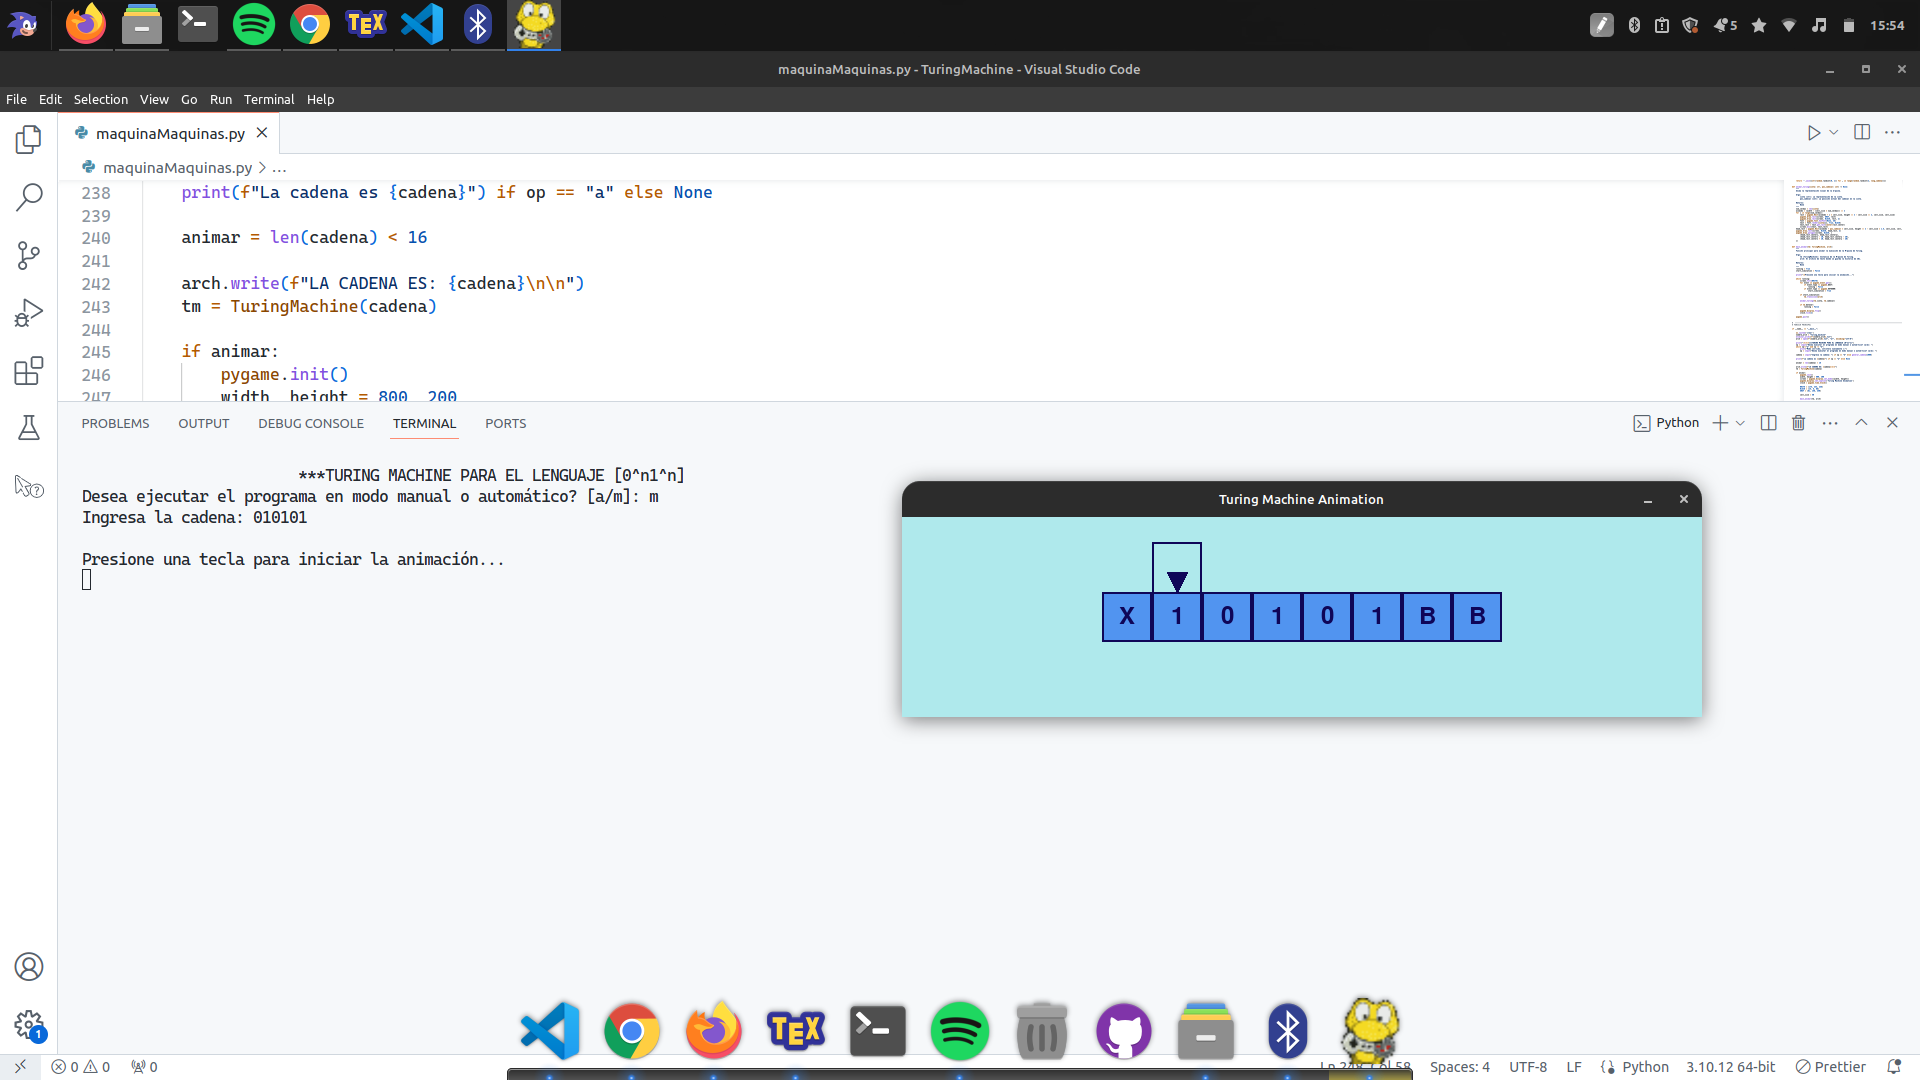 TEX
5
15:54
maquinaMaquinas.py - TuringMachine - Visual Studio Code
File Edit Selection View Go Run Terminal Help
maquinaMaquinas.py
maquinaMaquinas.py > ...
238 print(f"La cadena es {cadena}") if op == "a" else None
239
240 animar = len(cadena) < 16
241
242 arch.write(f"LA CADENA ES: {cadena}\n\n")
243 tm = TuringMachine(cadena)
244
245 if animar:
246 pygame.init()
247 width, height = 800, 200
PROBLEMS OUTPUT DEBUG CONSOLE TERMINAL PORTS
Python
***TURING MACHINE PARA EL LENGUAJE [0^n1^n]
Desea ejecutar el programa en modo manual o automático? [a/m]: m
Ingresa la cadena: 010101
Presione una tecla para iniciar la animación...
Turing Machine Animation
X 1 0 1 0 1 B B
TEX
1
0 0 0
Spaces: 4 UTF-8 LF Python 3.10.12 64-bit Prettier